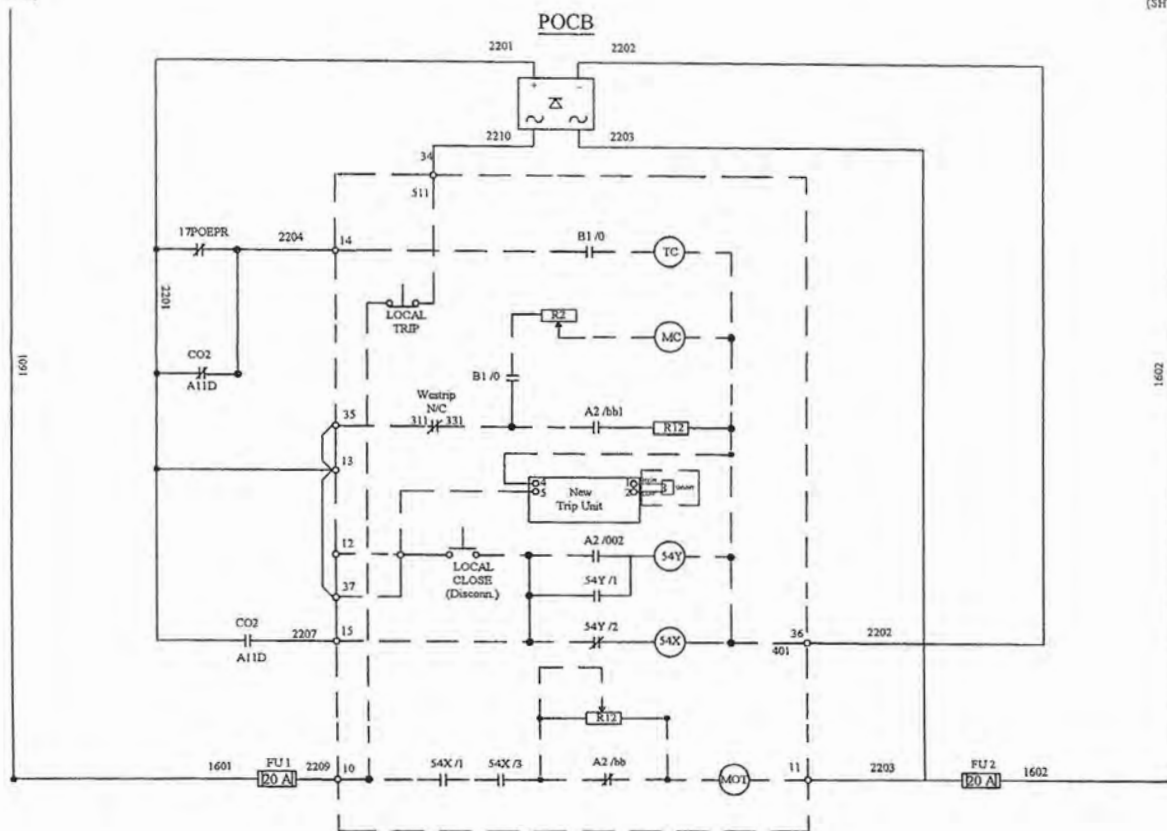 [SH
POCB
2201
2202
+ −
2210
2203
34
511
17POEPR
2204
14
B1 /0
TC
2201
LOCAL
TRIP
R2
MC
1601
CO2
A11D
B1 /0
1602
Westrip
N/C
35
311 331
A2 /bb1
R12
13
4
5
New
Trip Unit
1
2
12
LOCAL
CLOSE
(Disconn.)
A2 /002
54Y
37
54Y /1
CO2
A11D
2207
15
54Y /2
54X
36
401
2202
R12
1601
FU 1
20 A
2209
10
54X /1
54X /3
A2 /bb
MOT
11
2203
FU 2
20 A
1602